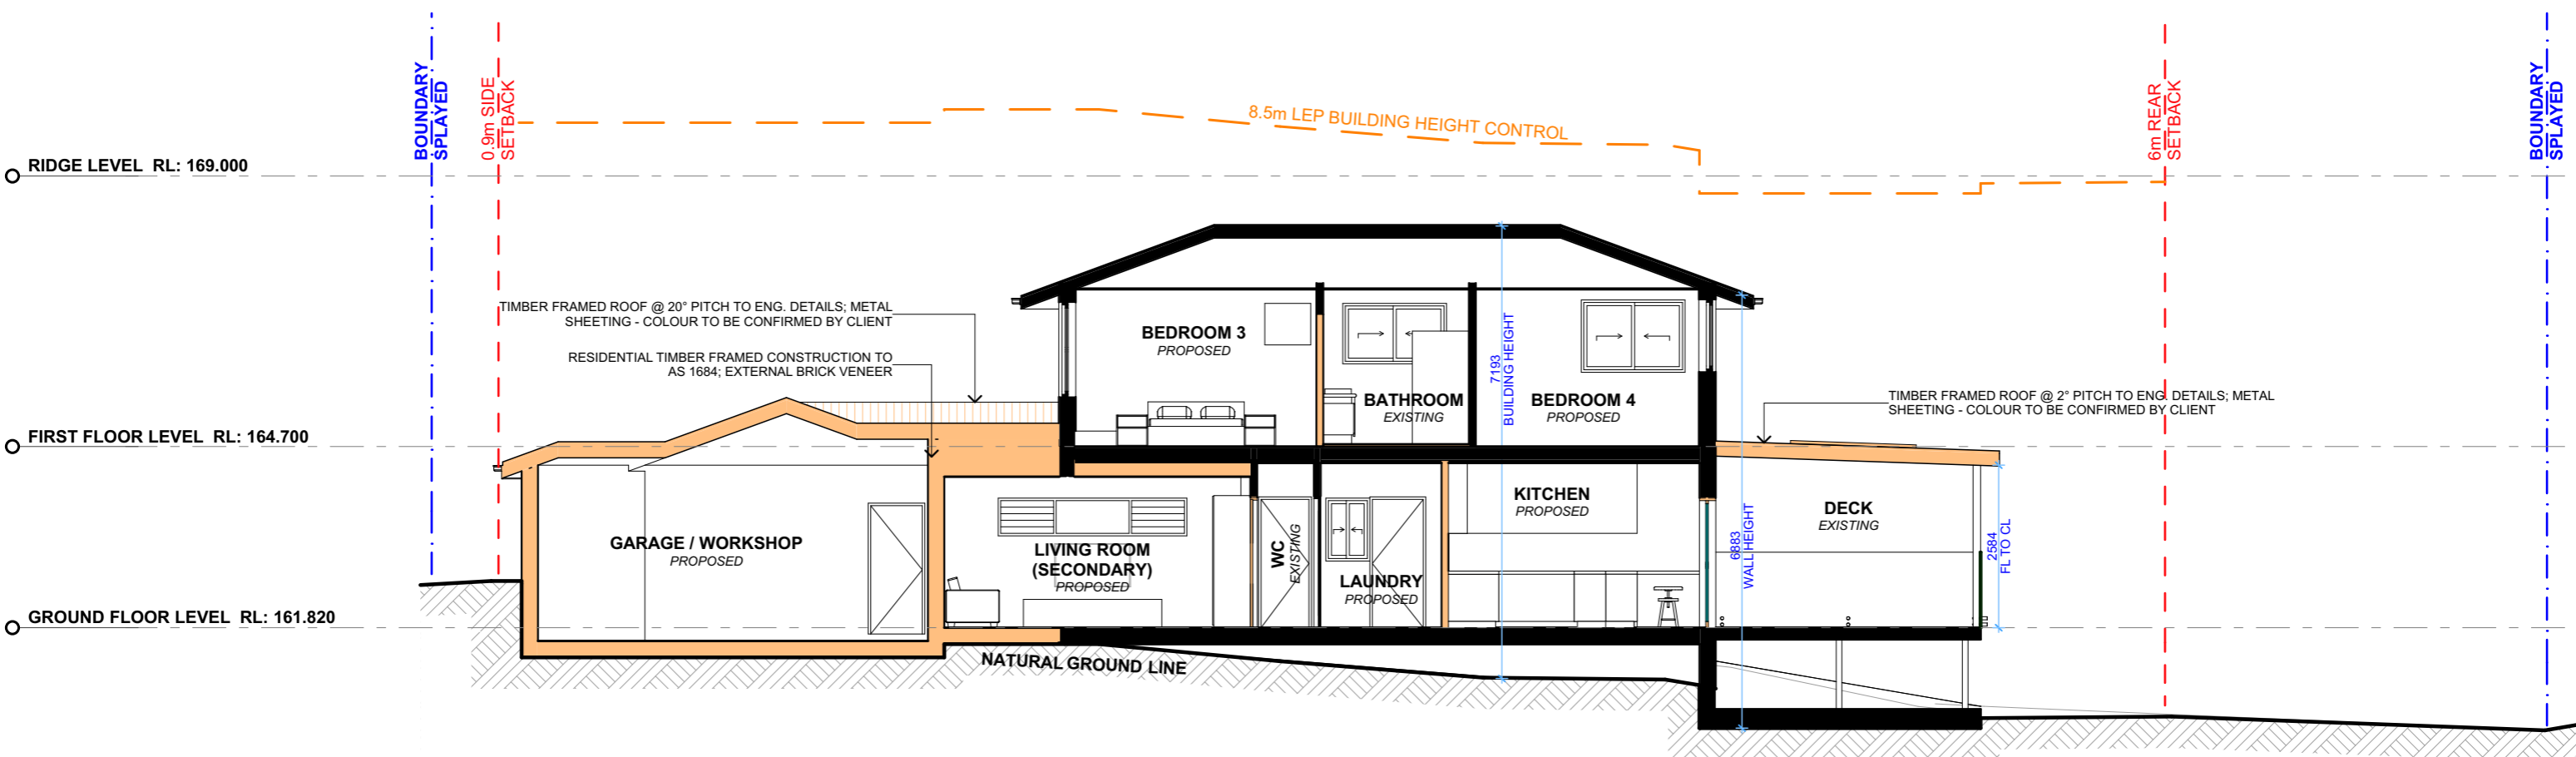 BOUNDARY
SPLAYED
0.9m SIDE
SETBACK
8.5m LEP BUILDING HEIGHT CONTROL
6m REAR
SETBACK
BOUNDARY
SPLAYED
RIDGE LEVEL  RL: 169.000
TIMBER FRAMED ROOF @ 20° PITCH TO ENG. DETAILS; METAL
SHEETING - COLOUR TO BE CONFIRMED BY CLIENT
RESIDENTIAL TIMBER FRAMED CONSTRUCTION TO
AS 1684; EXTERNAL BRICK VENEER
BEDROOM 3
PROPOSED
BATHROOM
EXISTING
7193
BUILDING HEIGHT
BEDROOM 4
PROPOSED
TIMBER FRAMED ROOF @ 2° PITCH TO ENG. DETAILS; METAL
SHEETING - COLOUR TO BE CONFIRMED BY CLIENT
FIRST FLOOR LEVEL  RL: 164.700
GARAGE / WORKSHOP
PROPOSED
LIVING ROOM
(SECONDARY)
PROPOSED
WC
EXISTING
LAUNDRY
PROPOSED
KITCHEN
PROPOSED
6883
WALL HEIGHT
DECK
EXISTING
2584
FL TO CL
GROUND FLOOR LEVEL  RL: 161.820
NATURAL GROUND LINE